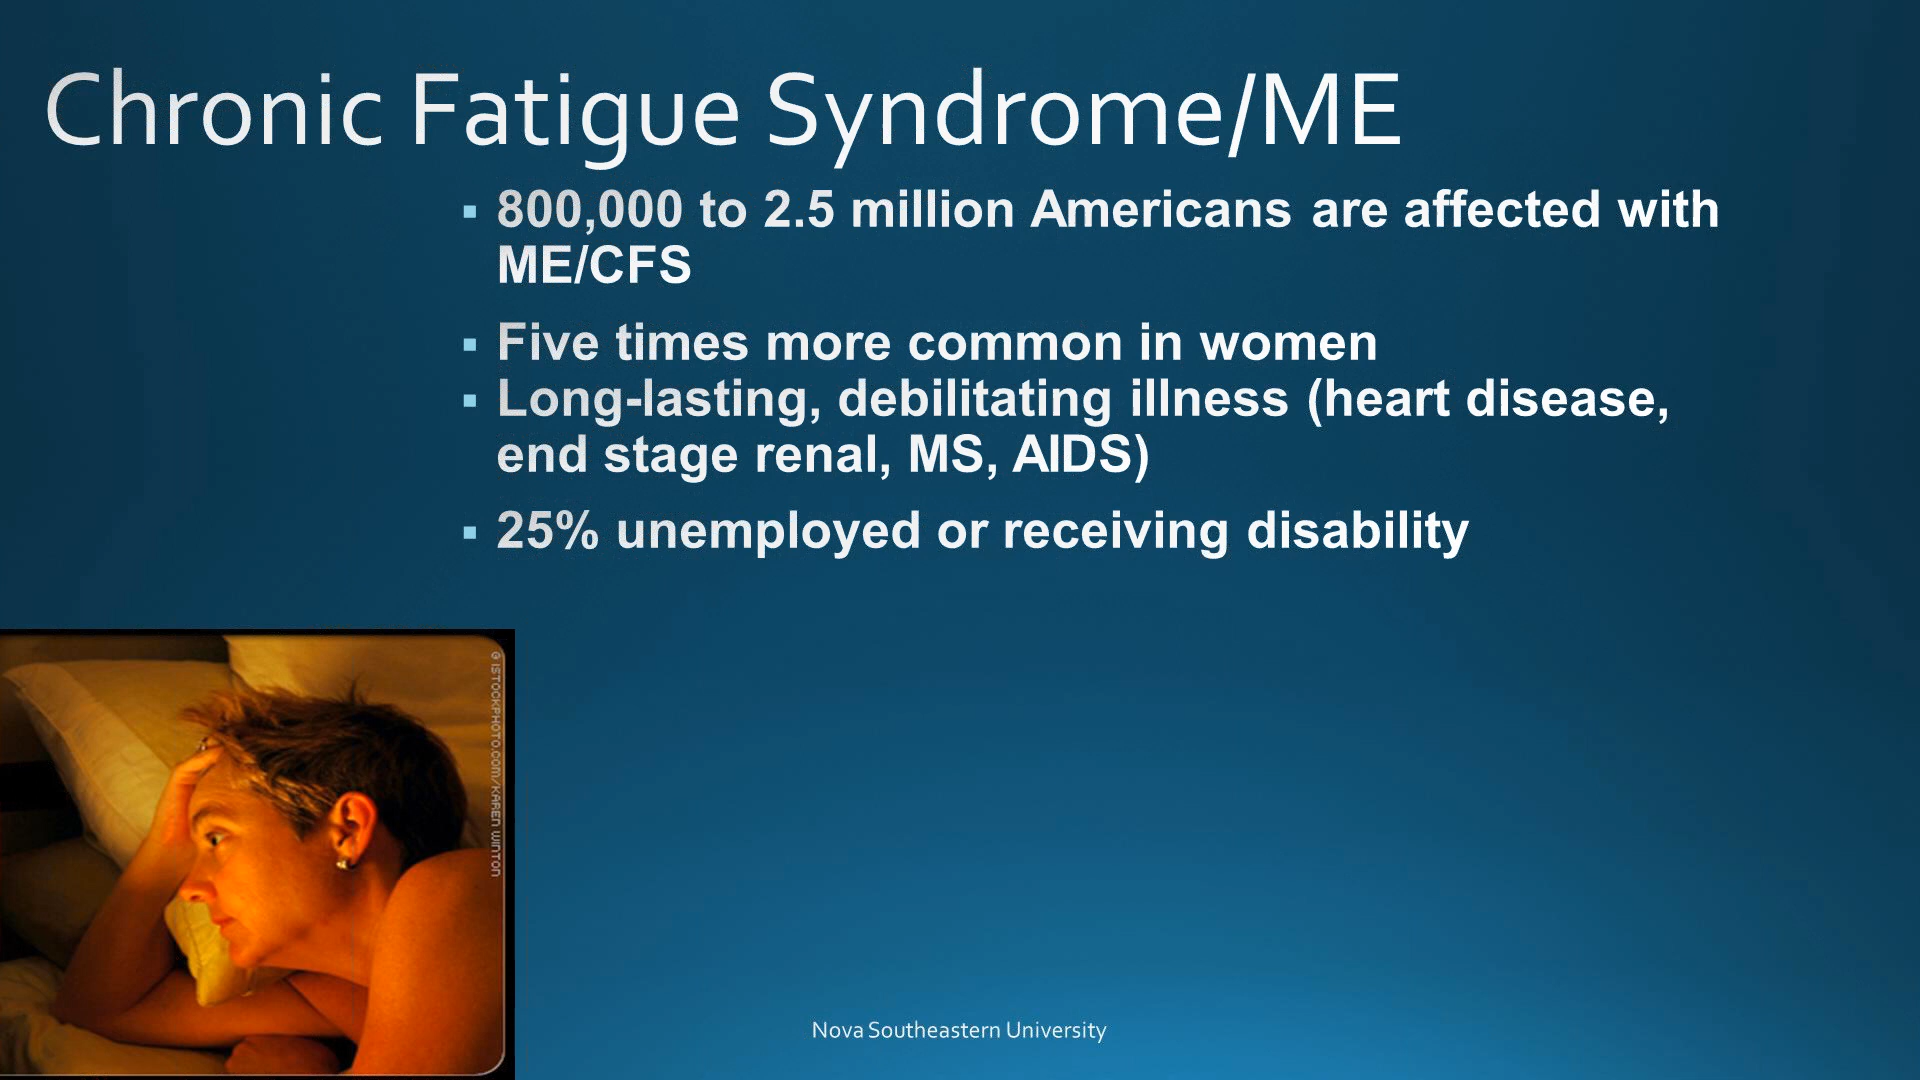 Chronic Fatigue Syndrome/ME
▪ 800,000 to 2.5 million Americans are affected with
ME/CFS
▪ Five times more common in women
▪ Long-lasting, debilitating illness (heart disease,
end stage renal, MS, AIDS)
▪ 25% unemployed or receiving disability
© ISTOCKPHOTO.COM/KAREN WINTON
Nova Southeastern University